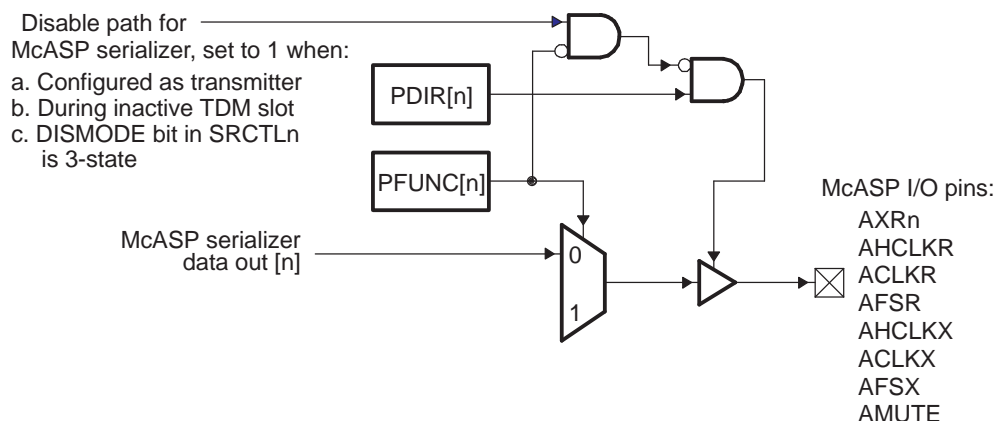 Disable path for
McASP serializer, set to 1 when:
a. Configured as transmitter
b. During inactive TDM slot
c. DISMODE bit in SRCTLn
is 3-state
PDIR[n]
PFUNC[n]
McASP serializer
data out [n]
0
1
McASP I/O pins:
AXRn
AHCLKR
ACLKR
AFSR
AHCLKX
ACLKX
AFSX
AMUTE